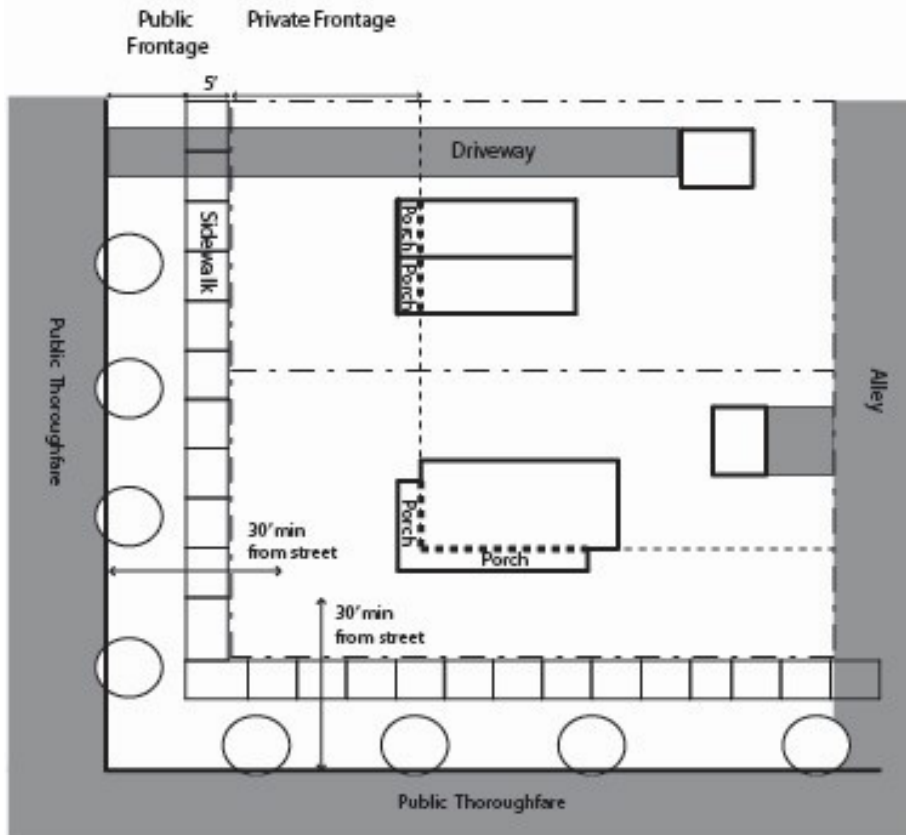 Public
Frontage
Private Frontage
5'
Driveway
Sidewalk
Porch
Porch
Public Thoroughfare
Alley
Porch
Porch
30' min
from street
30' min
from street
Public Thoroughfare